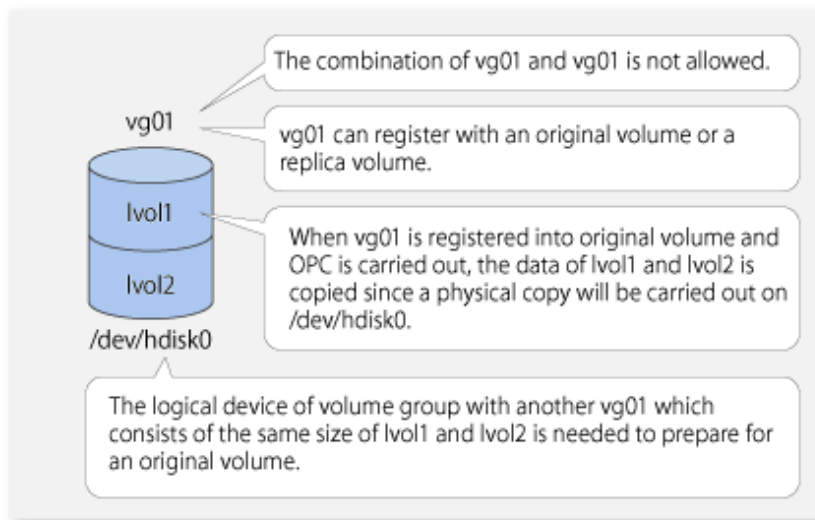 The combination of vg01 and vg01 is not allowed.
vg01
vg01 can register with an original volume or a
replica volume.
lvol1
When vg01 is registered into original volume and
OPC is carried out, the data of lvol1 and lvol2 is
copied since a physical copy will be carried out on
/dev/hdisk0.
lvol2
/dev/hdisk0
The logical device of volume group with another vg01 which
consists of the same size of lvol1 and lvol2 is needed to prepare for
an original volume.